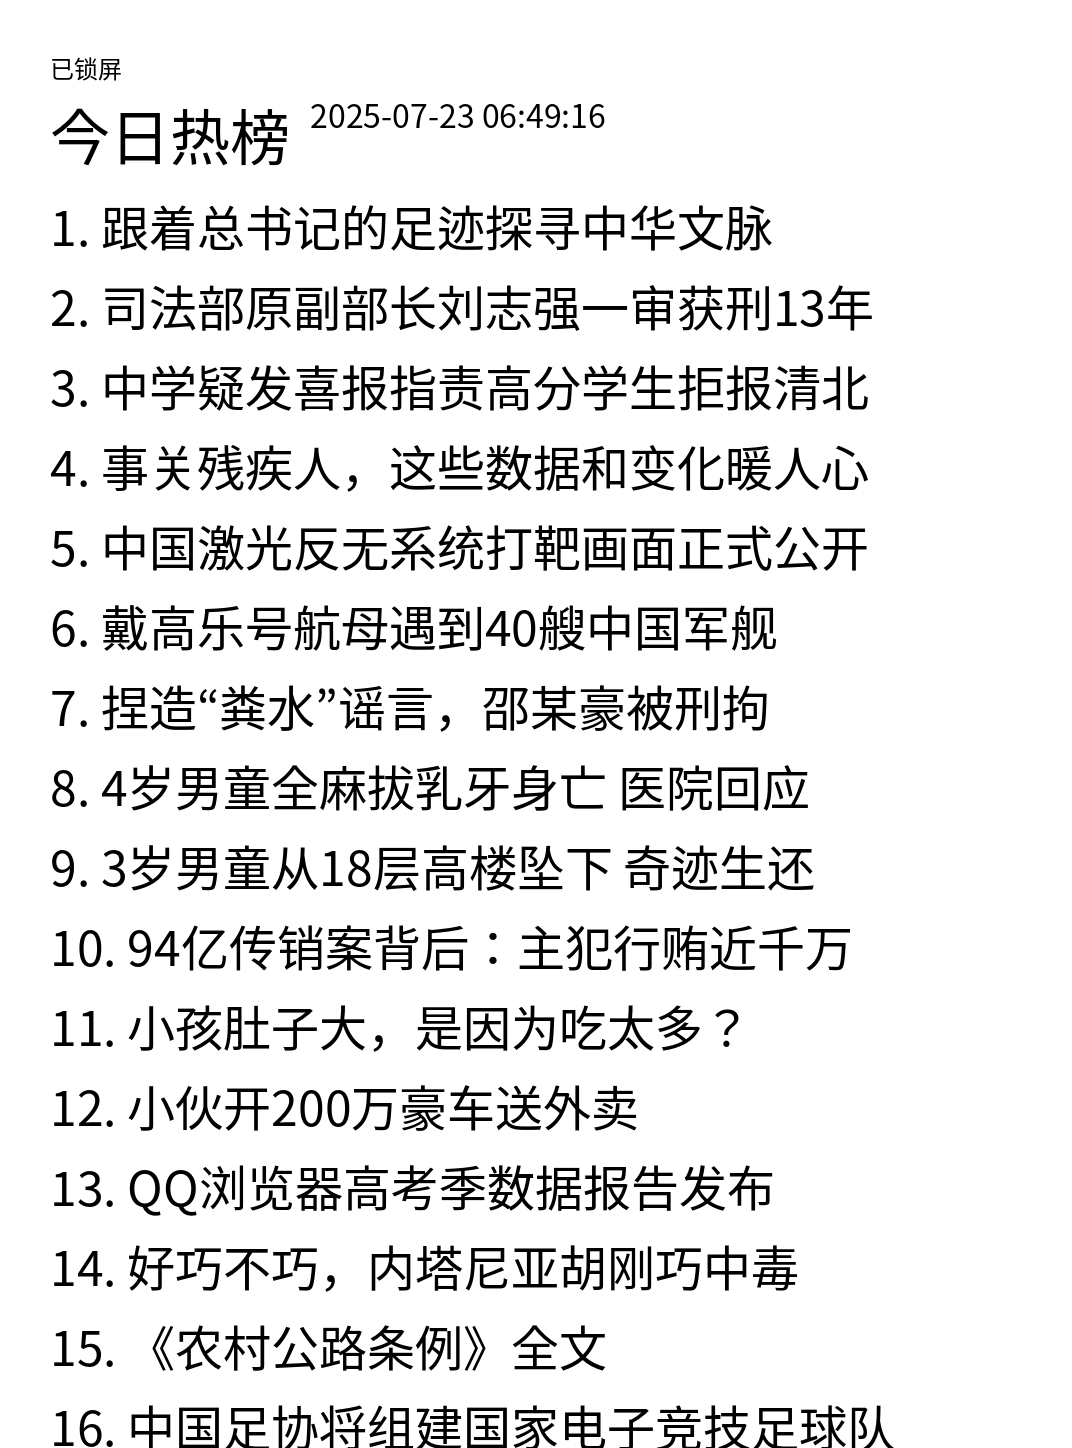 已锁屏
今日热榜 2025-07-23 06:49:16
1. 跟着总书记的足迹探寻中华文脉
2. 司法部原副部长刘志强一审获刑13年
3. 中学疑发喜报指责高分学生拒报清北
4. 事关残疾人，这些数据和变化暖人心
5. 中国激光反无系统打靶画面正式公开
6. 戴高乐号航母遇到40艘中国军舰
7. 捏造“粪水”谣言，邵某豪被刑拘
8. 4岁男童全麻拔乳牙身亡 医院回应
9. 3岁男童从18层高楼坠下 奇迹生还
10. 94亿传销案背后：主犯行贿近千万
11. 小孩肚子大，是因为吃太多？
12. 小伙开200万豪车送外卖
13. QQ浏览器高考季数据报告发布
14. 好巧不巧，内塔尼亚胡刚巧中毒
15. 《农村公路条例》全文
16. 中国足协将组建国家电子竞技足球队